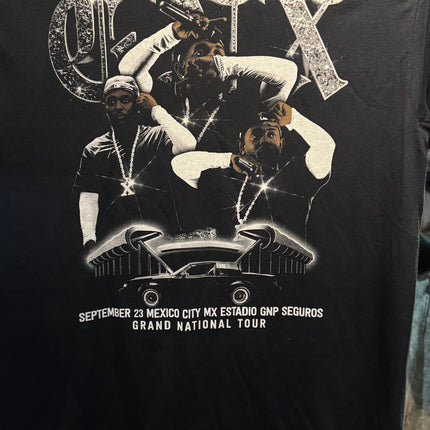 SEPTEMBER 23 MEXICO CITY MX ESTADIO GNP SEGUROS
GRAND NATIONAL TOUR